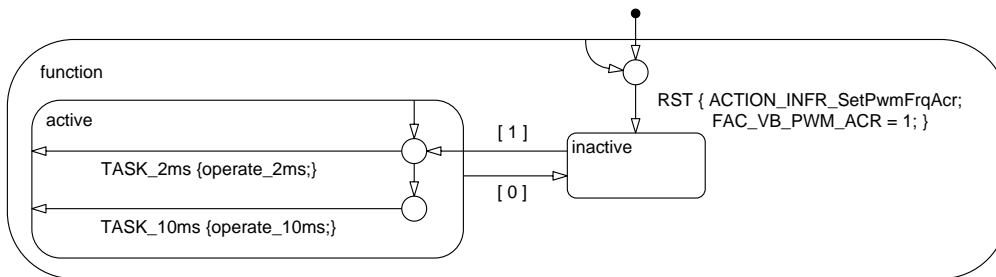 function
RST { ACTION_INFR_SetPwmFrqAcr;
FAC_VB_PWM_ACR = 1; }
active
[ 1 ]
inactive
TASK_2ms {operate_2ms;}
[ 0 ]
TASK_10ms {operate_10ms;}